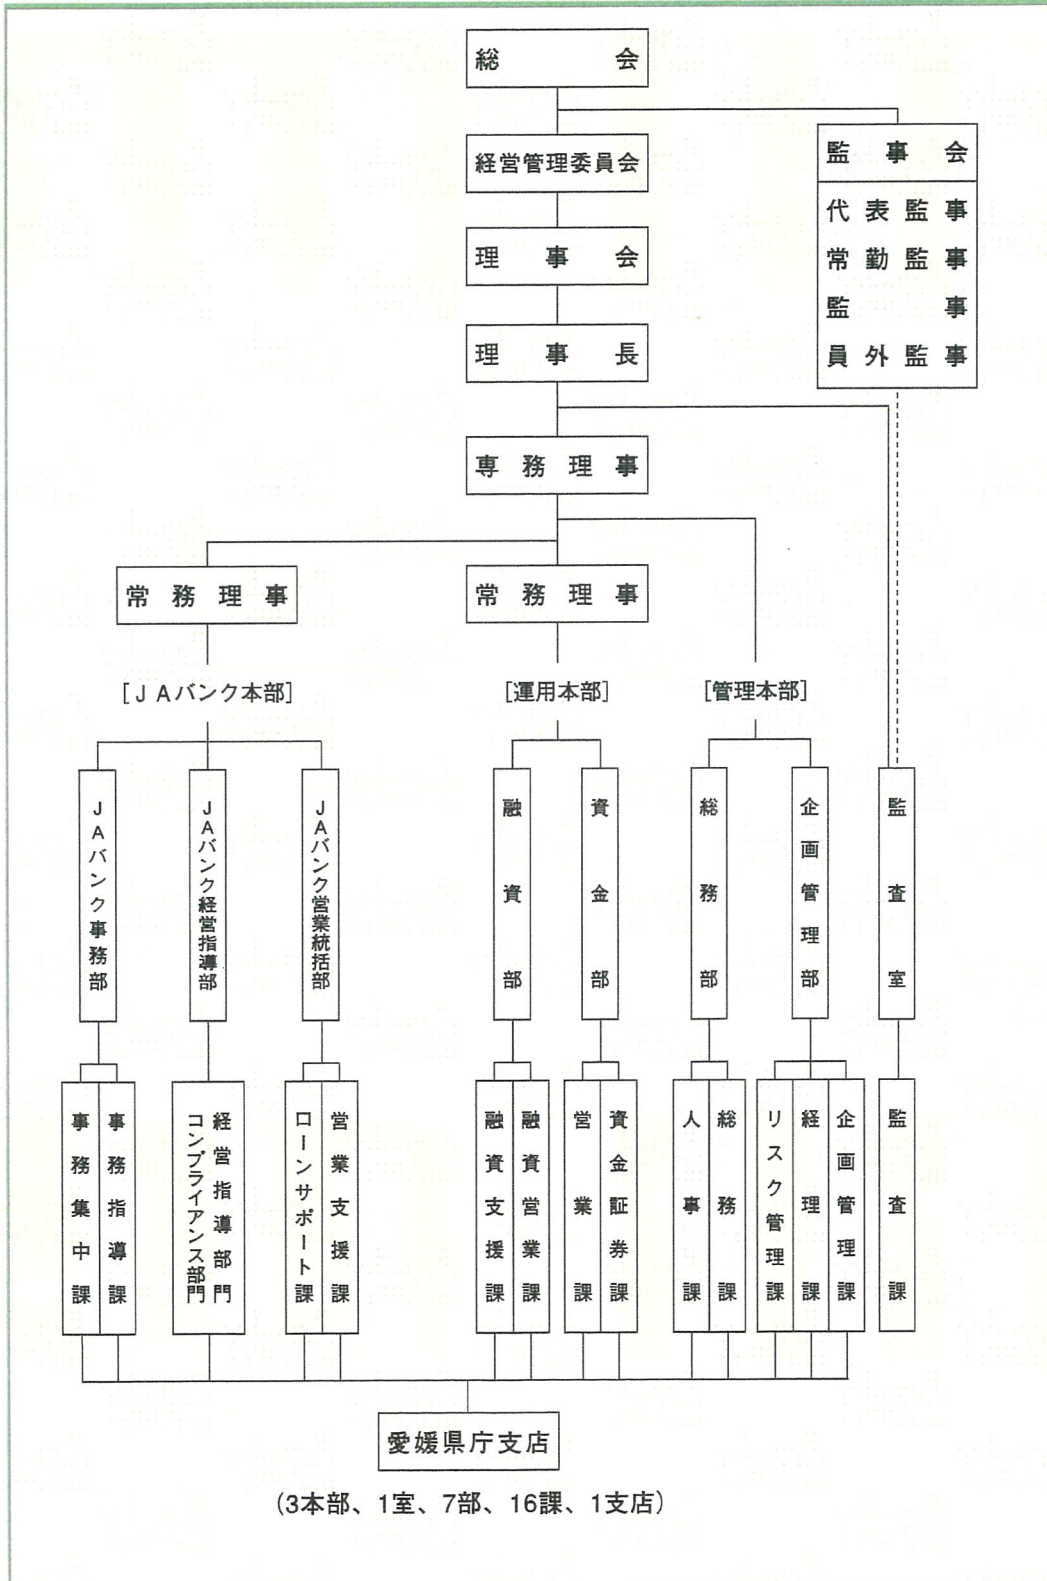 総会
経営管理委員会
監事会
代表監事
常勤監事
監事
員外監事
理事会
理事長
専務理事
常務理事
常務理事
[JAバンク本部]
[運用本部]
[管理本部]
JAバンク事務部
JAバンク経営指導部
JAバンク営業統括部
融資部
資金部
総務部
企画管理部
監査室
事務集中課
事務指導課
コンプライアンス部門
経営指導部門
ローンサポート課
営業支援課
融資支援課
融資営業課
営業課
資金証券課
人事課
総務課
リスク管理課
経理課
企画管理課
監査課
愛媛県庁支店
(3本部、1室、7部、16課、1支店)